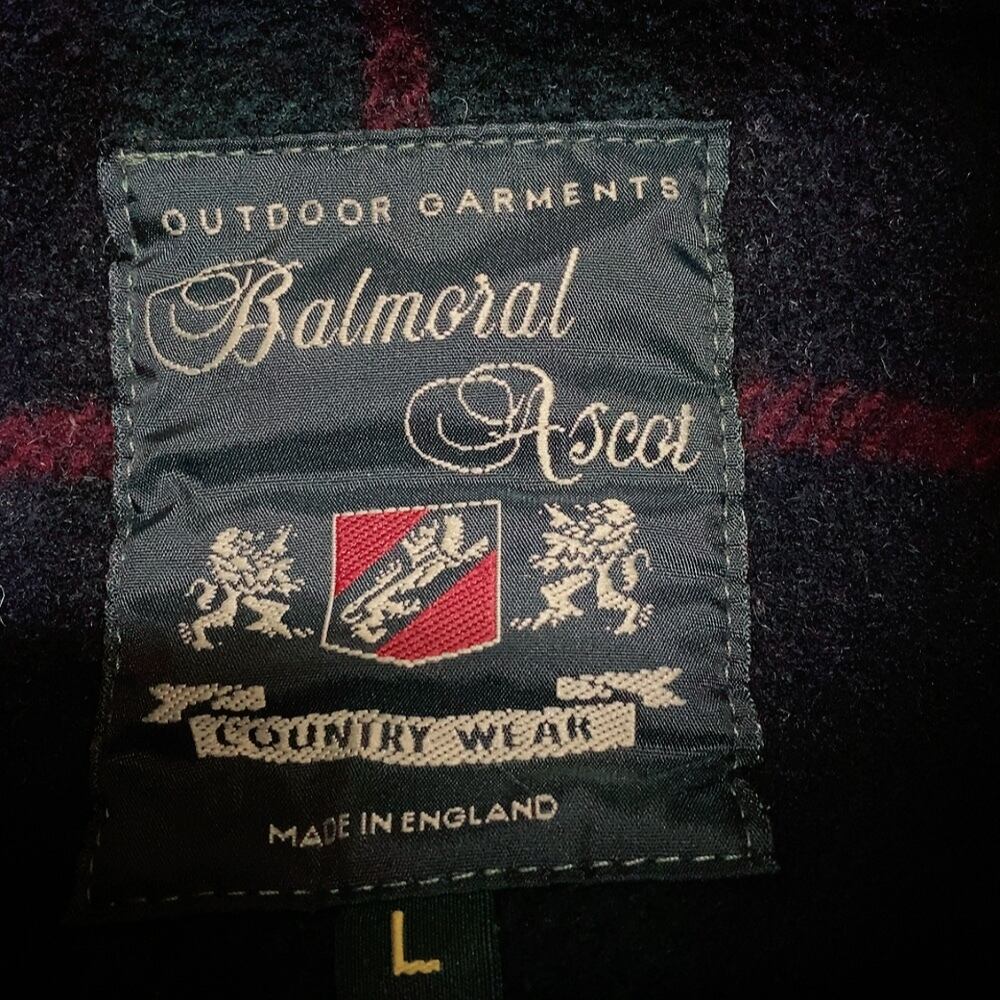 OUTDOOR GARMENTS
Balmoral
Ascot
COUNTRY WEAR
MADE IN ENGLAND
L